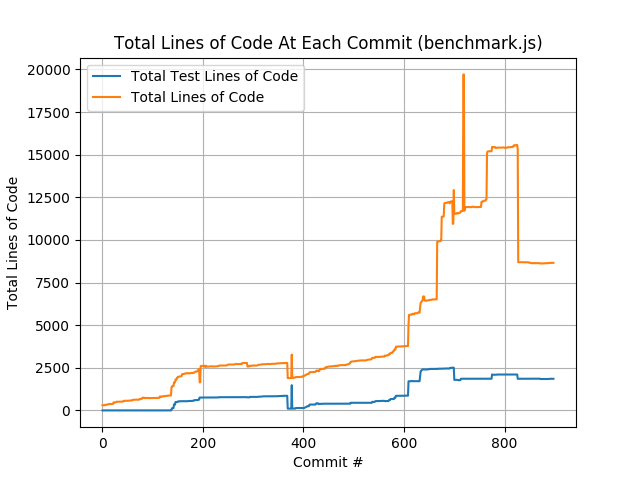 Total Lines of Code At Each Commit (benchmark.js)
Total Test Lines of Code
Total Lines of Code
20000
17500
15000
12500
10000
7500
5000
2500
0
Total Lines of Code
0 200 400 600 800
Commit #